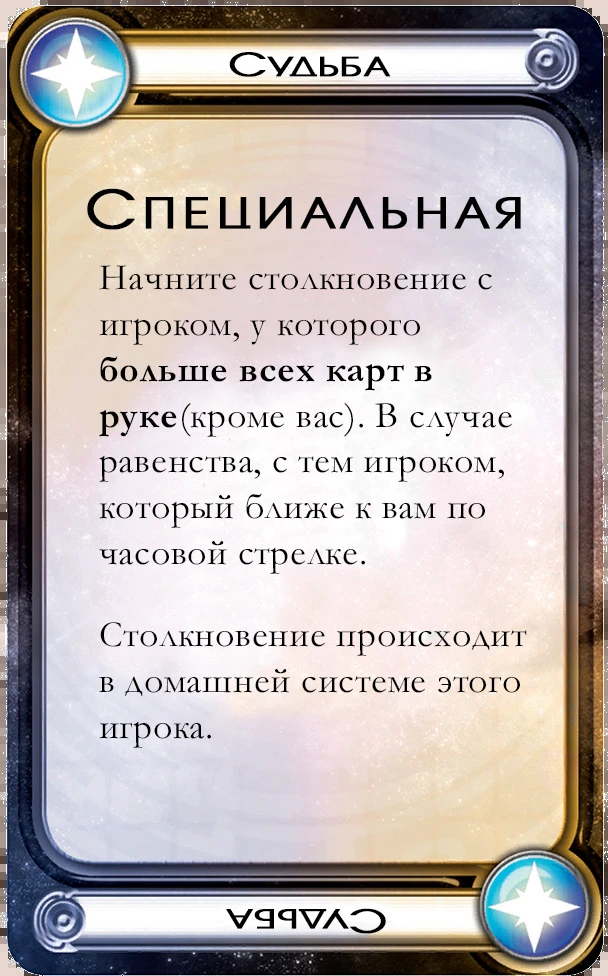 Судьба
Специальная
Начните столкновение с
игроком, у которого
больше всех карт в
руке(кроме вас). В случае
равенства, с тем игроком,
который ближе к вам по
часовой стрелке.
Столкновение происходит
в домашней системе этого
игрока.
Судьба